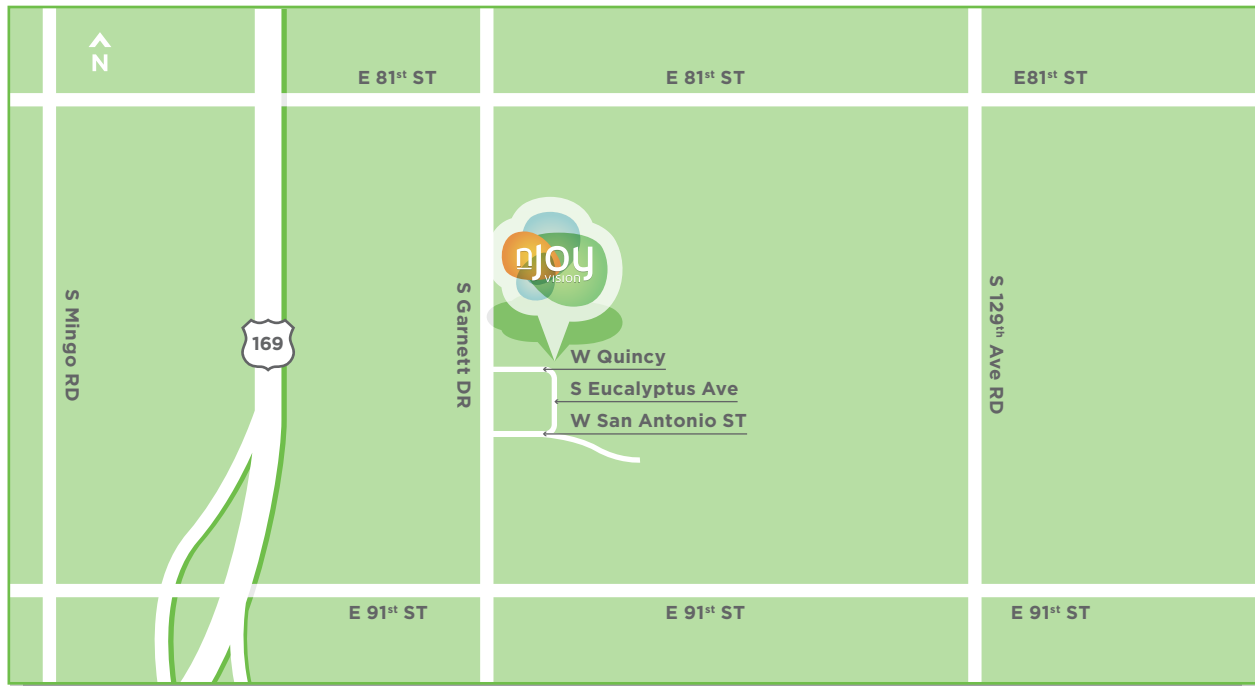 N
E 81st ST
E 81st ST
E81st ST
nJoy
vision
S Mingo RD
169
S Garnett DR
S 129th Ave RD
W Quincy
S Eucalyptus Ave
W San Antonio ST
E 91st ST
E 91st ST
E 91st ST